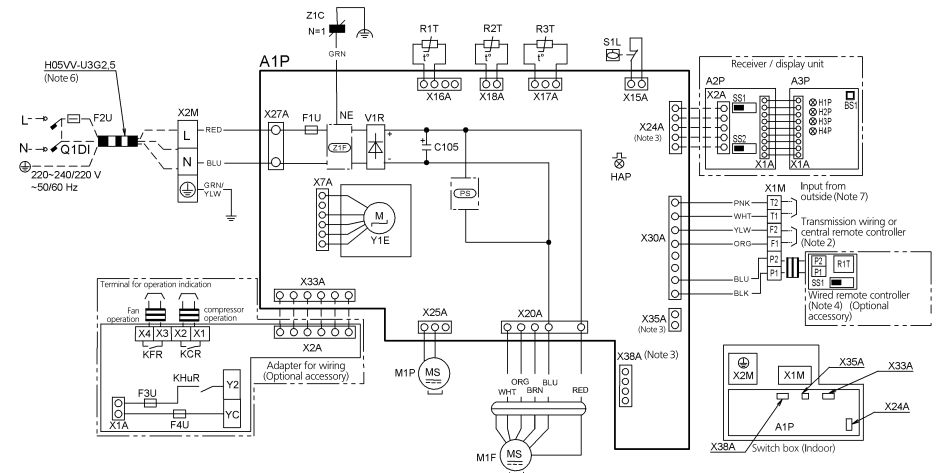 Z1C
N=1
GRN
H05VV-U3G2,5
(Note 6)
A1P
R1T
t°
R2T
t°
R3T
t°
S1L
X16A
X18A
X17A
X15A
Receiver / display unit
A2P
A3P
X2A
SS1
SS2
X1A
X1A
H1P
H2P
H3P
H4P
BS1
X24A
(Note 3)
L
F2U
N
Q1DI
220~240/220 V
~50/60 Hz
X2M
L
N
RED
BLU
GRN/
YLW
X27A
F1U
NE
Z1F
V1R
+
-
+
C105
PS
HAP
X7A
M
Y1E
X30A
PNK
WHT
YLW
ORG
BLU
BLK
X1M
T2
T1
F2
F1
P2
P1
Input from
outside (Note 7)
Transmission wiring or
central remote controller
(Note 2)
P2
P1
R1T
SS1
Wired remote controller
(Note 4) (Optional
accessory)
Terminal for operation indication
Fan
operation
compressor
operation
X4
X3
X2
X1
KFR
KCR
X33A
X2A
Adapter for wiring
(Optional accessory)
KHuR
F3U
Y2
X1A
F4U
YC
X25A
M1P
MS
X20A
WHT
ORG
BRN
BLU
RED
M1F
MS
X35A
(Note 3)
X38A (Note 3)
X2M
X1M
X35A
X33A
X24A
A1P
X38A
Switch box (Indoor)